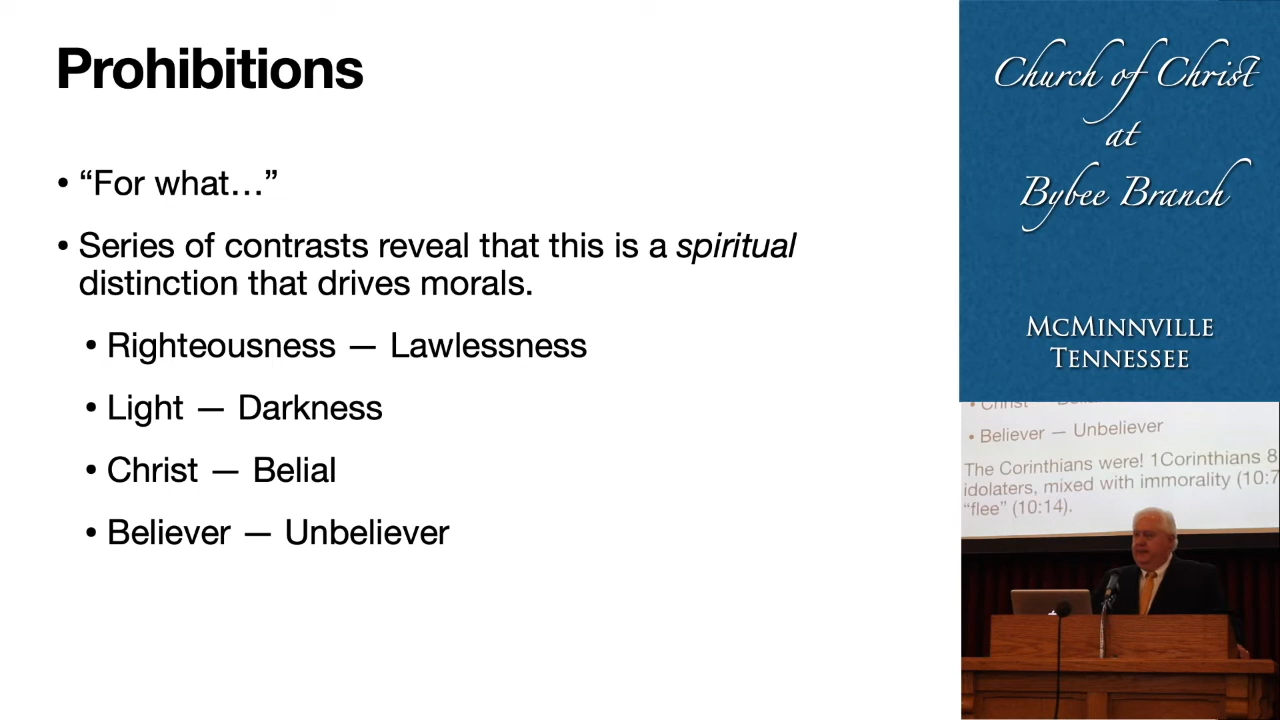 Prohibitions
• “For what…”
• Series of contrasts reveal that this is a spiritual
distinction that drives morals.
• Righteousness — Lawlessness
• Light — Darkness
• Christ — Belial
• Believer — Unbeliever
Church of Christ
at
Bybee Branch
McMinnville
Tennessee
• Christ —
• Believer — Unbeliever
The Corinthians were! 1Corinthians 8
idolaters, mixed with immorality (10:7
“flee” (10:14).